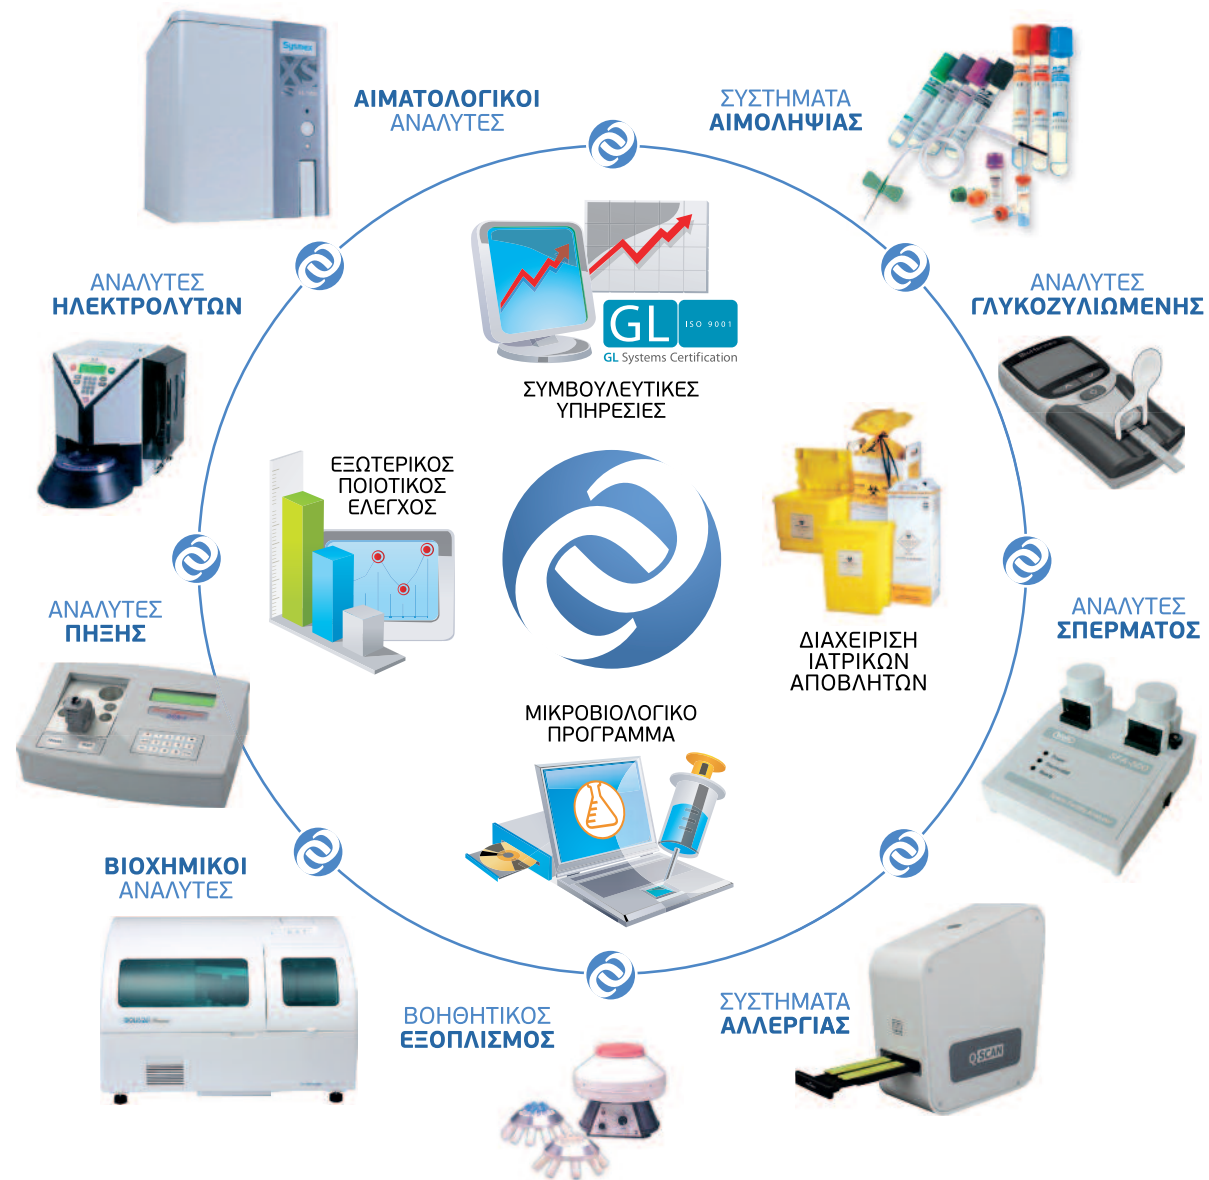 Sysmex
XS
ΑΙΜΑΤΟΛΟΓΙΚΟΙ
ΑΝΑΛΥΤΕΣ
ΣΥΣΤΗΜΑΤΑ
ΑΙΜΟΛΗΨΙΑΣ
ΑΝΑΛΥΤΕΣ
ΗΛΕΚΤΡΟΛΥΤΩΝ
ΑΝΑΛΥΤΕΣ
ΓΛΥΚΟΖΥΛΙΩΜΕΝΗΣ
GL
ISO 9001
GL Systems Certification
ΣΥΜΒΟΥΛΕΥΤΙΚΕΣ
ΥΠΗΡΕΣΙΕΣ
ΕΞΩΤΕΡΙΚΟΣ
ΠΟΙΟΤΙΚΟΣ
ΕΛΕΓΧΟΣ
ΑΝΑΛΥΤΕΣ
ΠΗΞΗΣ
ΑΝΑΛΥΤΕΣ
ΣΠΕΡΜΑΤΟΣ
ΔΙΑΧΕΙΡΙΣΗ
ΙΑΤΡΙΚΩΝ
ΑΠΟΒΛΗΤΩΝ
ΜΙΚΡΟΒΙΟΛΟΓΙΚΟ
ΠΡΟΓΡΑΜΜΑ
ΒΙΟΧΗΜΙΚΟΙ
ΑΝΑΛΥΤΕΣ
ΒΟΗΘΗΤΙΚΟΣ
ΕΞΟΠΛΙΣΜΟΣ
ΣΥΣΤΗΜΑΤΑ
ΑΛΛΕΡΓΙΑΣ
Q SCAN